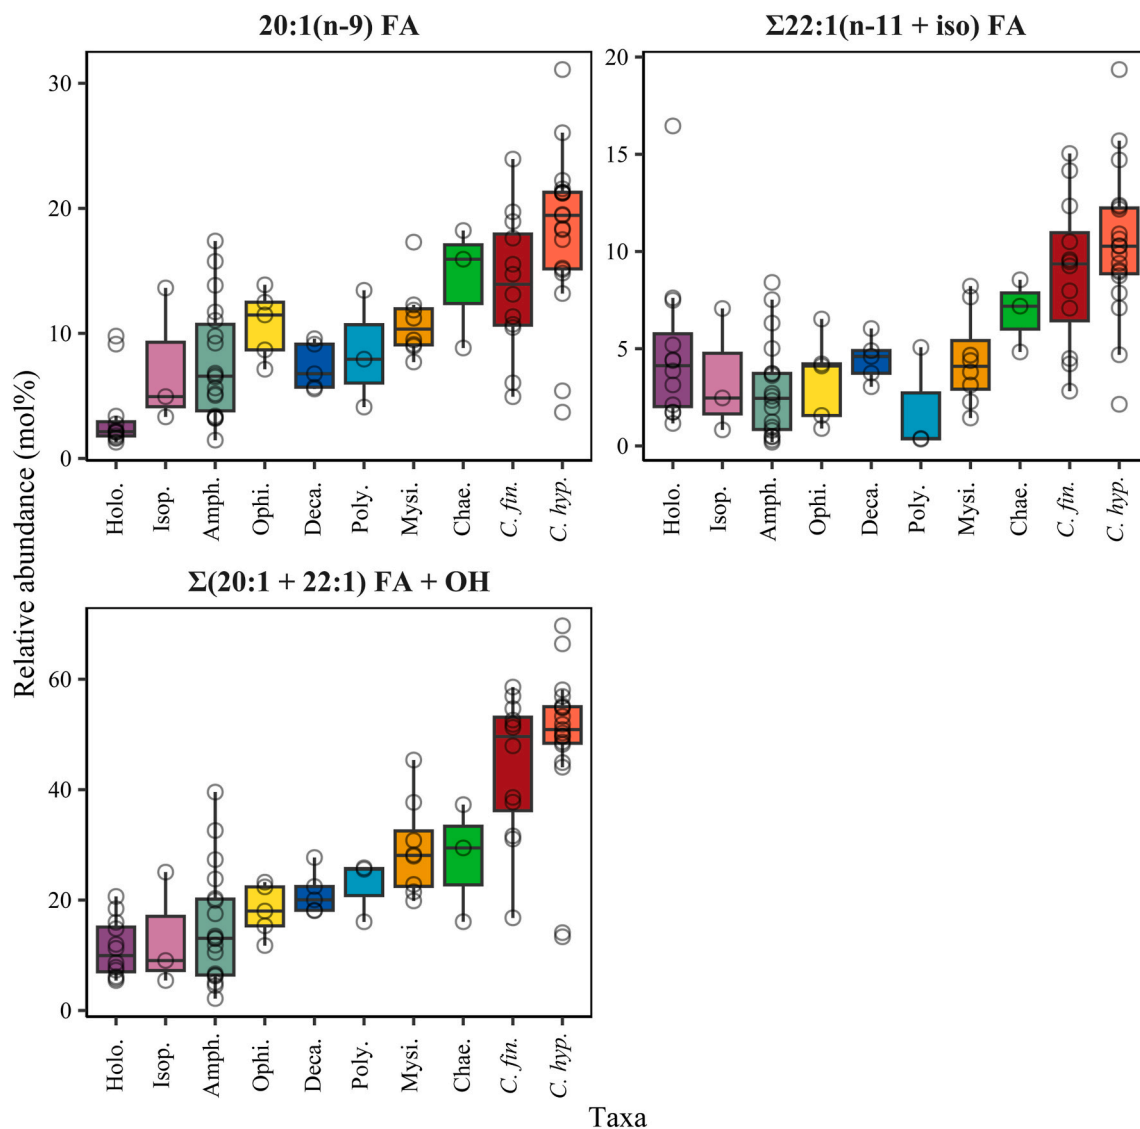 20:1(n-9) FA
Σ22:1(n-11 + iso) FA
30
20
10
0
20
15
10
5
0
Holo.
Isop.
Amph.
Ophi.
Deca.
Poly.
Mysi.
Chae.
C. fin.
C. hyp.
Holo.
Isop.
Amph.
Ophi.
Deca.
Poly.
Mysi.
Chae.
C. fin.
C. hyp.
Relative abundance (mol%)
Σ(20:1 + 22:1) FA + OH
60
40
20
0
Holo.
Isop.
Amph.
Ophi.
Deca.
Poly.
Mysi.
Chae.
C. fin.
C. hyp.
Taxa